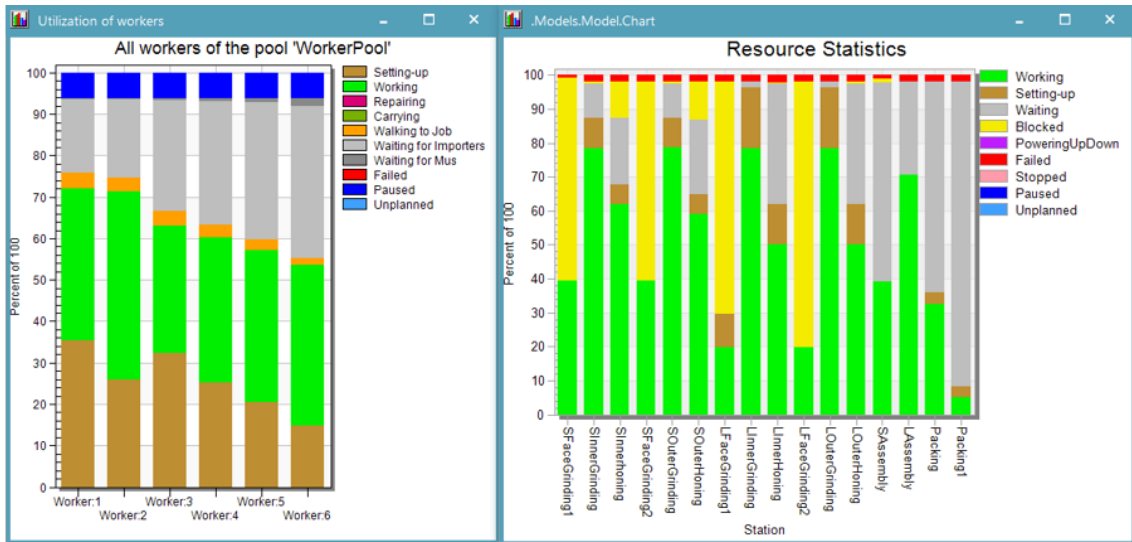 Utilization of workers
All workers of the pool 'WorkerPool'
Percent of 100
100
90
80
70
60
50
40
30
20
10
0
Worker:1
Worker:2
Worker:3
Worker:4
Worker:5
Worker:6
Setting-up
Working
Repairing
Carrying
Walking to Job
Waiting for Importers
Waiting for Mus
Failed
Paused
Unplanned
.Models.Model.Chart
Resource Statistics
Percent of 100
100
90
80
70
60
50
40
30
20
10
0
SFaceGrinding1
SInnerGrinding
SInnerhoning
SFaceGrinding2
SOuterGrinding
SOuterHoning
LFaceGrinding1
LInnerGrinding
LInnerHoning
LFaceGrinding2
LOuterGrinding
LOuterHoning
SAssembly
LAssembly
Packing
Packing1
Station
Working
Setting-up
Waiting
Blocked
PoweringUpDown
Failed
Stopped
Paused
Unplanned